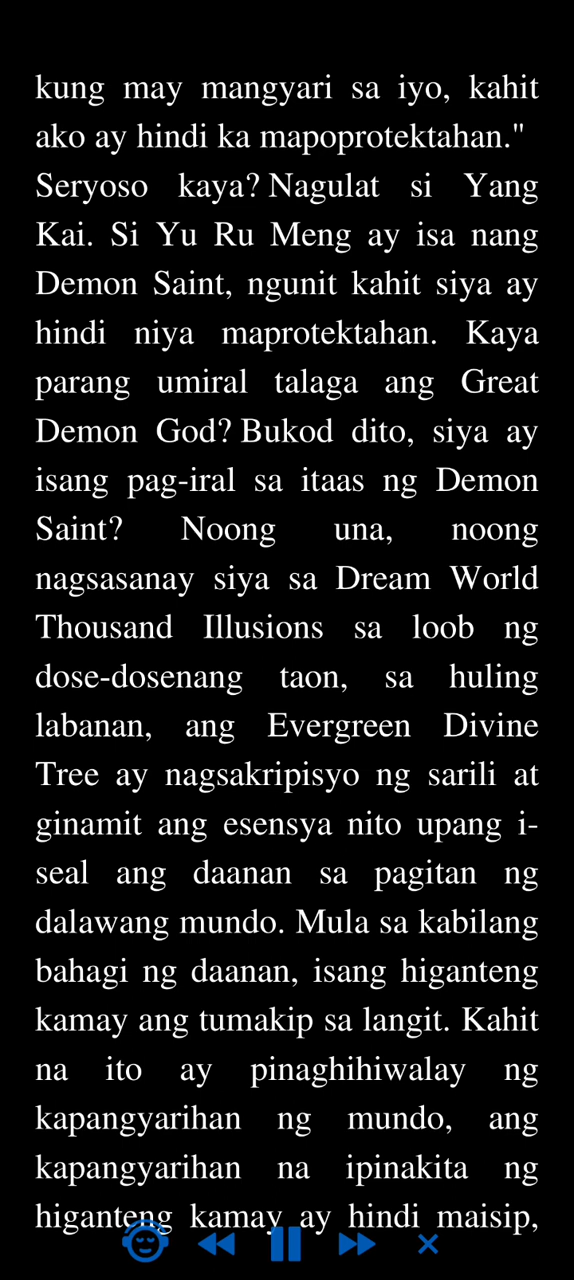 kung may mangyari sa iyo, kahit
ako ay hindi ka mapoprotektahan."
Seryoso kaya? Nagulat si Yang
Kai. Si Yu Ru Meng ay isa nang
Demon Saint, ngunit kahit siya ay
hindi niya maprotektahan. Kaya
parang umiral talaga ang Great
Demon God? Bukod dito, siya ay
isang pag-iral sa itaas ng Demon
Saint? Noong una, noong
nagsasanay siya sa Dream World
Thousand Illusions sa loob ng
dose-dosenang taon, sa huling
labanan, ang Evergreen Divine
Tree ay nagsakripisyo ng sarili at
ginamit ang esensya nito upang i-
seal ang daanan sa pagitan ng
dalawang mundo. Mula sa kabilang
bahagi ng daanan, isang higanteng
kamay ang tumakip sa langit. Kahit
na ito ay pinaghihiwalay ng
kapangyarihan ng mundo, ang
kapangyarihan na ipinakita ng
higanteng kamay ay hindi maisip,